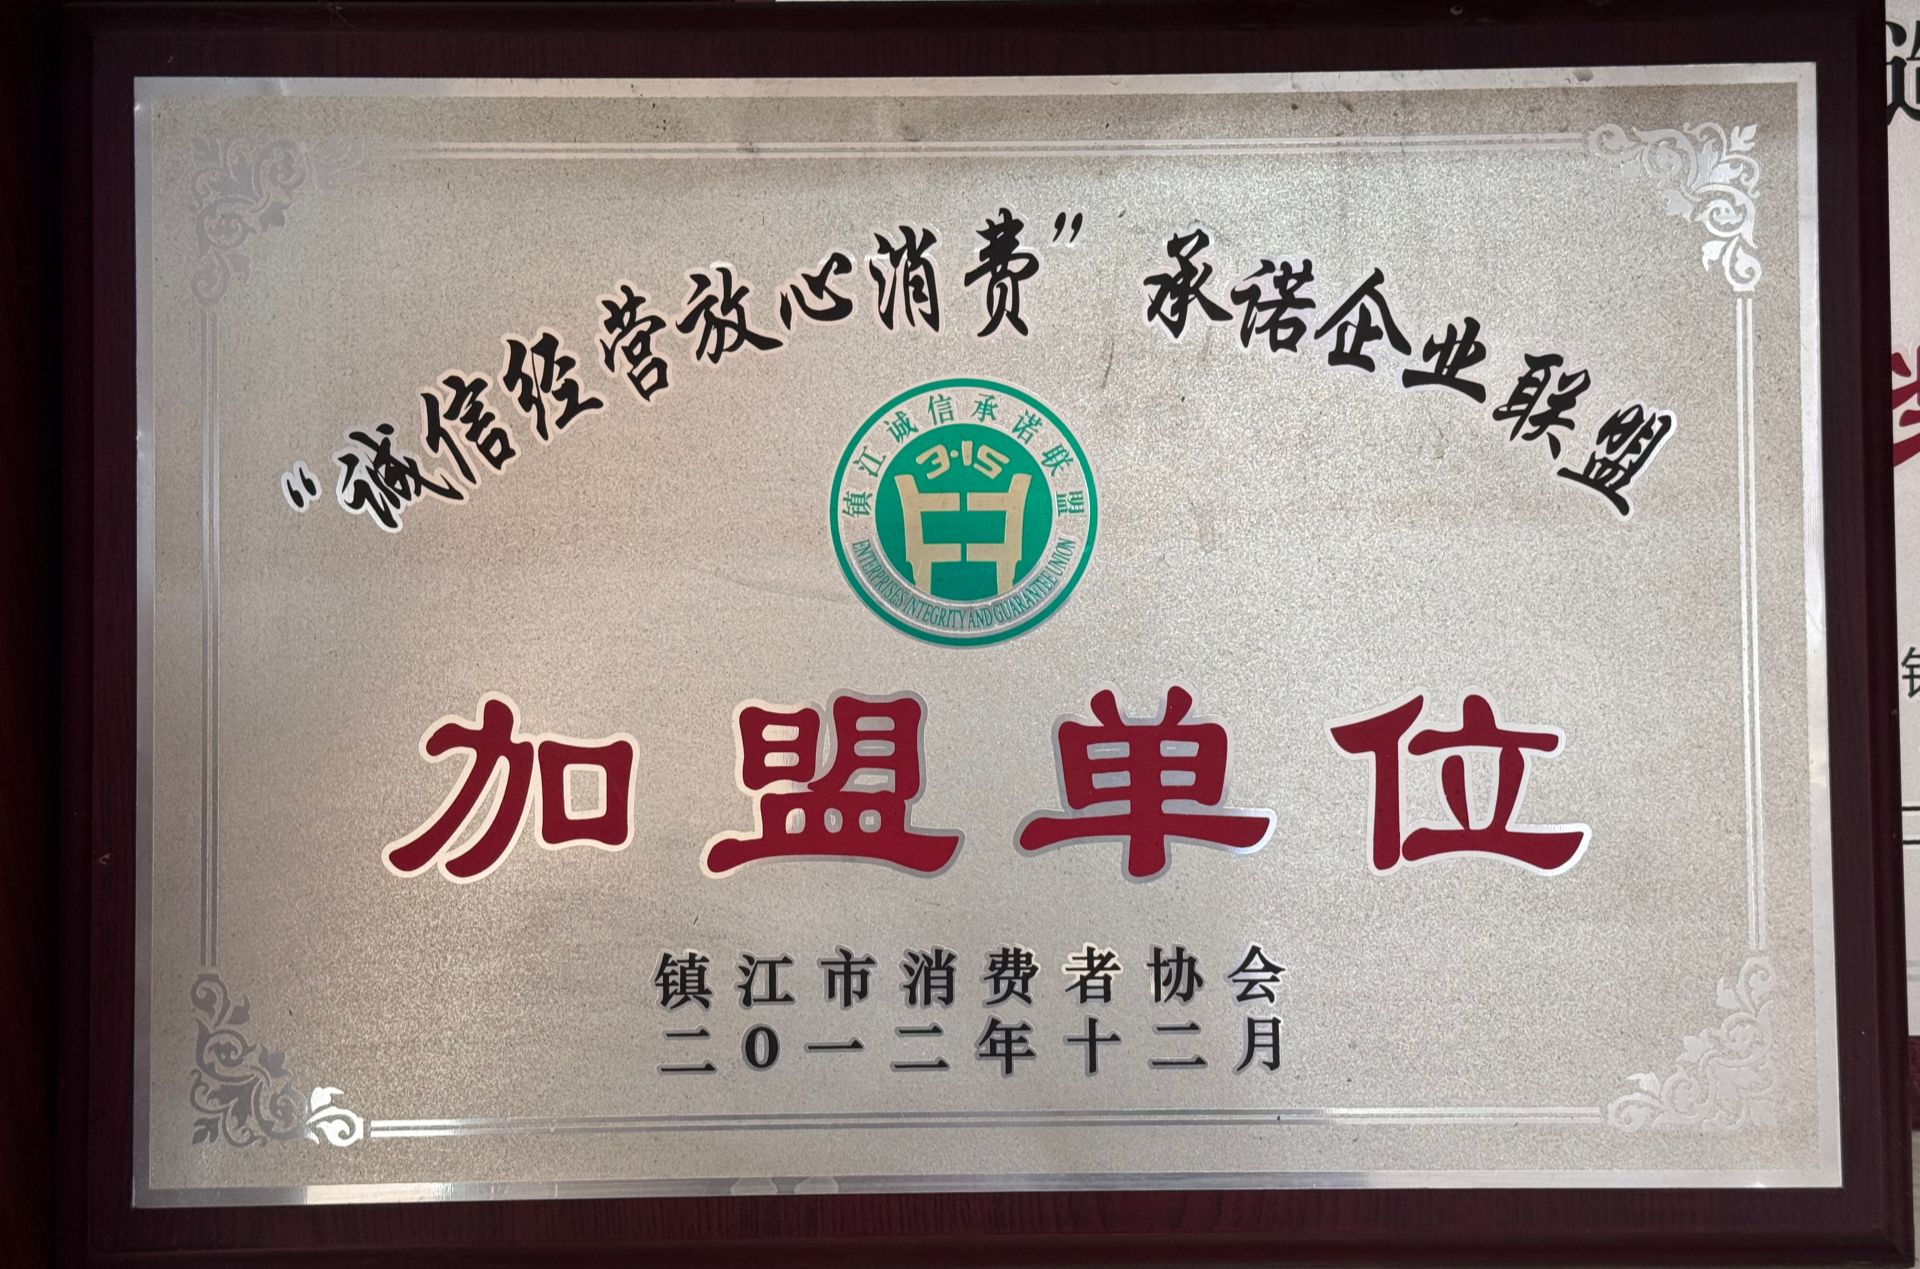 “诚信经营放心消费”承诺企业联盟
镇江诚信承诺联盟
3·15
ENTERPRISES INTEGRITY AND GUARANTEE UNION
加盟单位
镇江市消费者协会
二0一二年十二月